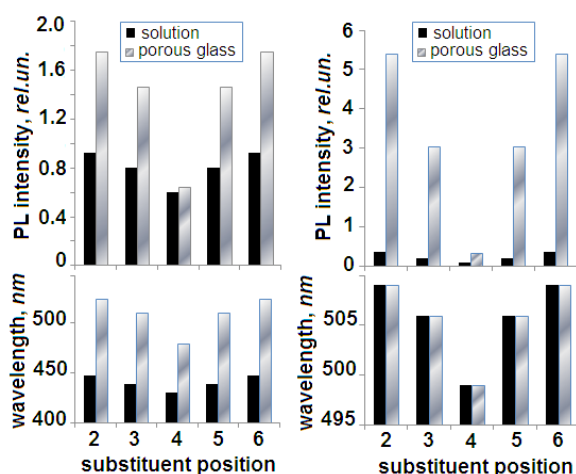 PL intensity, rel.un.
2.0
1.6
1.2
0.8
0.4
0
solution
porous glass
wavelength, nm
500
450
400
2 3 4 5 6
substituent position
PL intensity, rel.un.
6
5
4
3
2
1
0
solution
porous glass
wavelength, nm
505
500
495
2 3 4 5 6
substituent position